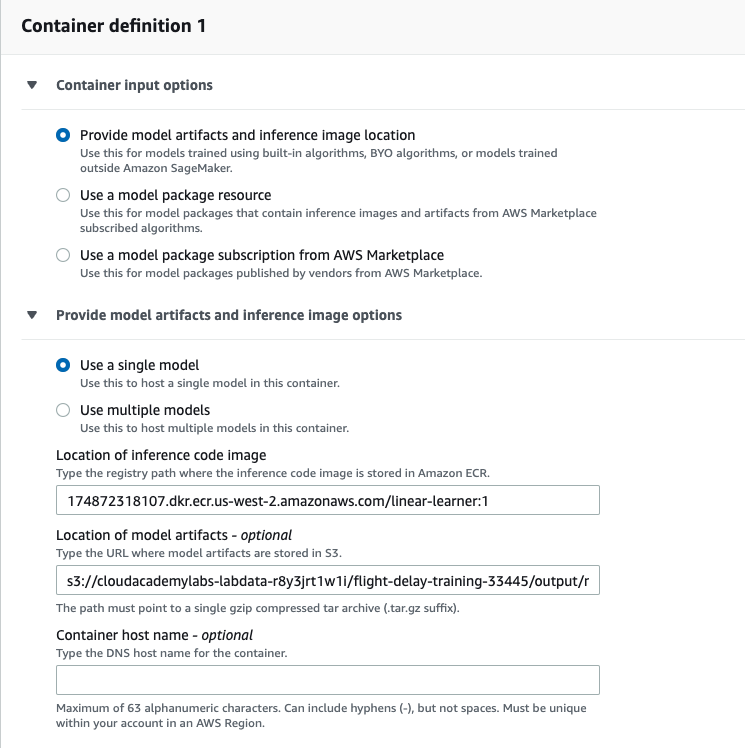 Container definition 1
Container input options
Provide model artifacts and inference image location
Use this for models trained using built-in algorithms, BYO algorithms, or models trained
outside Amazon SageMaker.
Use a model package resource
Use this for model packages that contain inference images and artifacts from AWS Marketplace
subscribed algorithms.
Use a model package subscription from AWS Marketplace
Use this for model packages published by vendors from AWS Marketplace.
Provide model artifacts and inference image options
Use a single model
Use this to host a single model in this container.
Use multiple models
Use this to host multiple models in this container.
Location of inference code image
Type the registry path where the inference code image is stored in Amazon ECR.
174872318107.dkr.ecr.us-west-2.amazonaws.com/linear-learner:1
Location of model artifacts - optional
Type the URL where model artifacts are stored in S3.
s3://cloudacademylabs-labdata-r8y3jrt1w1i/flight-delay-training-33445/output/r
The path must point to a single gzip compressed tar archive (.tar.gz suffix).
Container host name - optional
Type the DNS host name for the container.
Maximum of 63 alphanumeric characters. Can include hyphens (-), but not spaces. Must be unique
within your account in an AWS Region.